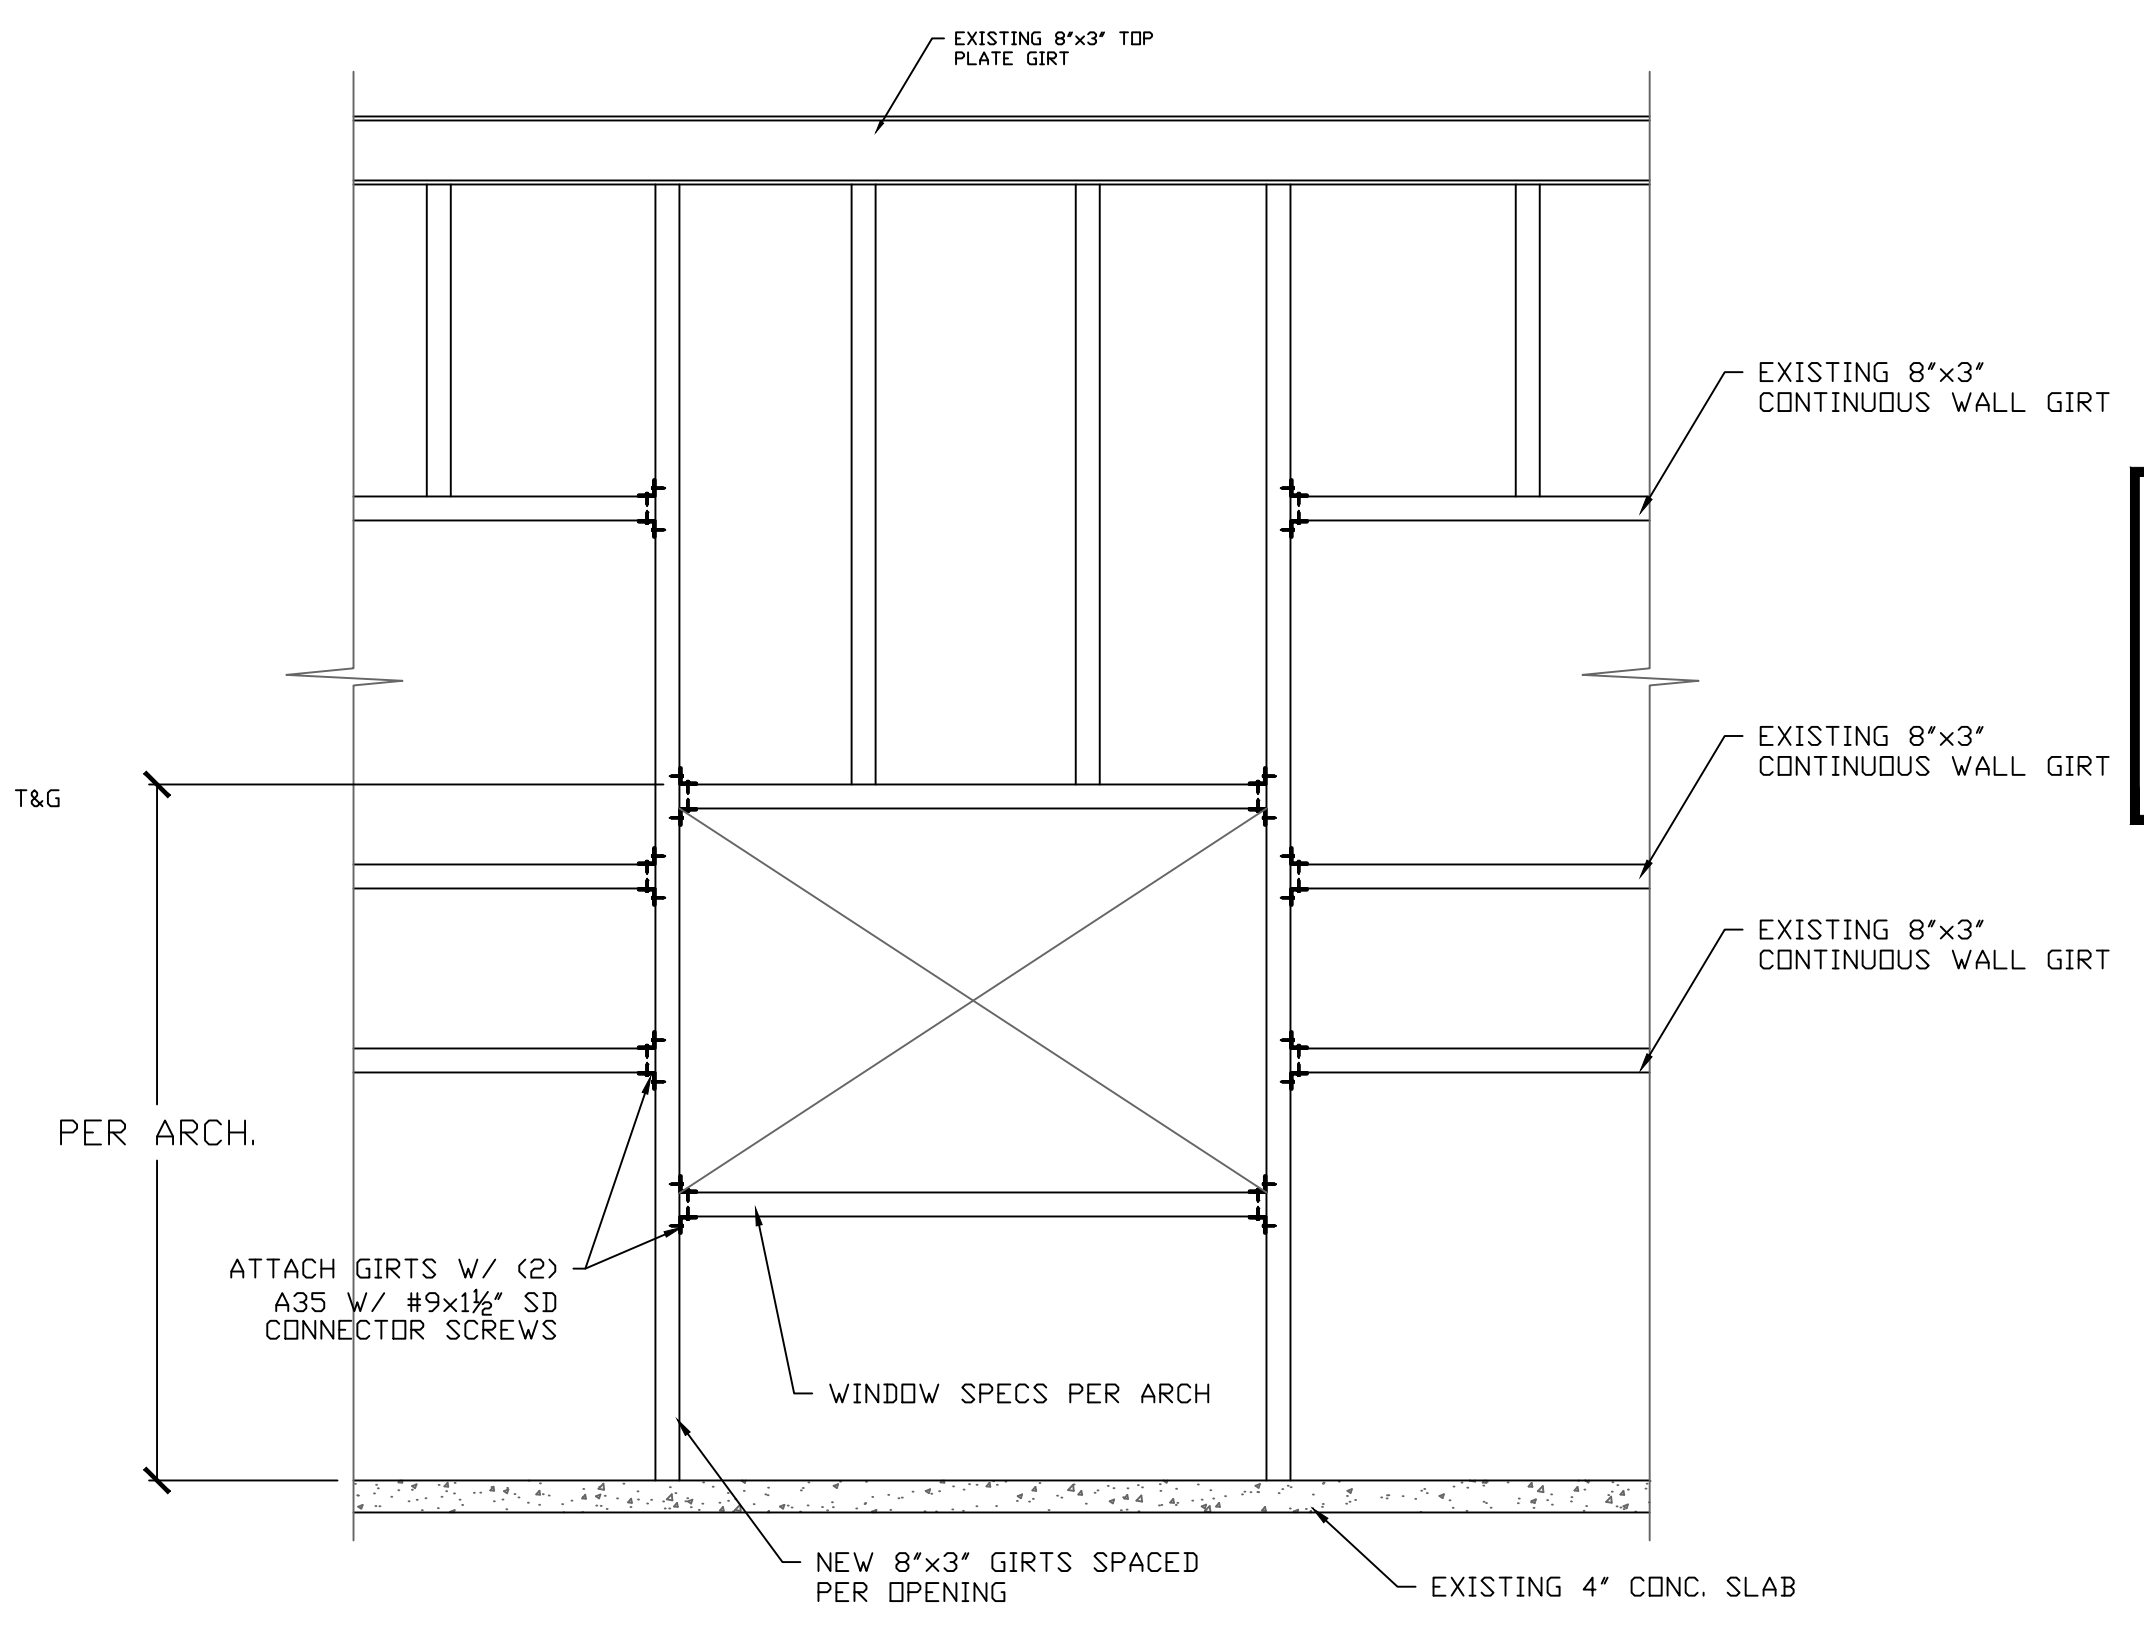 EXISTING 8"x3" TOP
PLATE GIRT
EXISTING 8"x3"
CONTINUOUS WALL GIRT
EXISTING 8"x3"
CONTINUOUS WALL GIRT
T&G
EXISTING 8"x3"
CONTINUOUS WALL GIRT
PER ARCH.
ATTACH GIRTS W/ (2)
A35 W/ #9x1½" SD
CONNECTOR SCREWS
WINDOW SPECS PER ARCH
NEW 8"x3" GIRTS SPACED
PER OPENING
EXISTING 4" CONC. SLAB